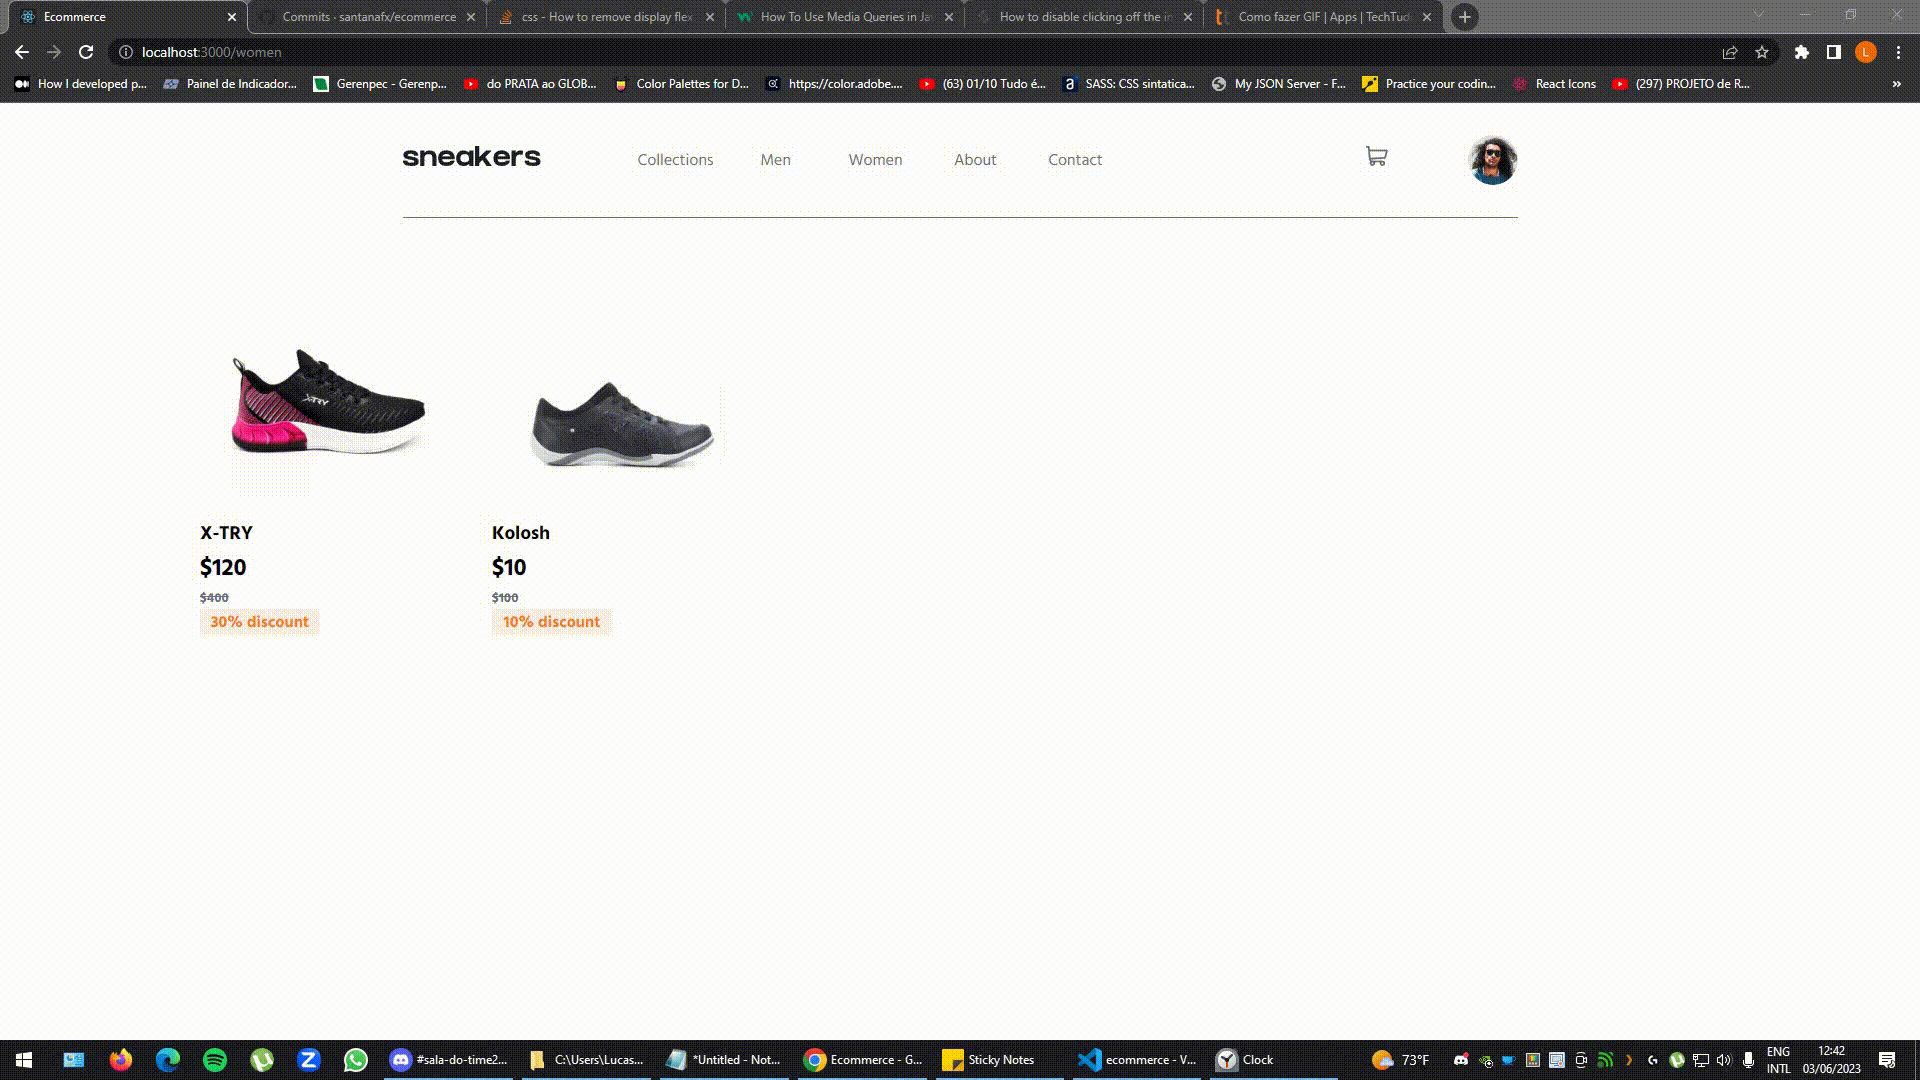 Ecommerce
Commits · santanafx/ecommerce
css - How to remove display flex
How To Use Media Queries in Ja
How to disable clicking off the in
Como fazer GIF | Apps | TechTud
localhost:3000/women
L
How I developed p...
Painel de Indicador...
Gerenpec - Gerenp...
do PRATA ao GLOB...
Color Palettes for D...
https://color.adobe....
(63) 01/10 Tudo é...
SASS: CSS sintatica...
My JSON Server - F...
Practice your codin...
React Icons
(297) PROJETO de R...
»
sneakers
Collections
Men
Women
About
Contact
X-TRY
X-TRY
$120
$400
30% discount
Kolosh
$10
$100
10% discount
#sala-do-time2...
C:\Users\Lucas...
*Untitled - Not...
Ecommerce - G...
Sticky Notes
ecommerce - V...
Clock
73°F
ENG
INTL
12:42
03/06/2023